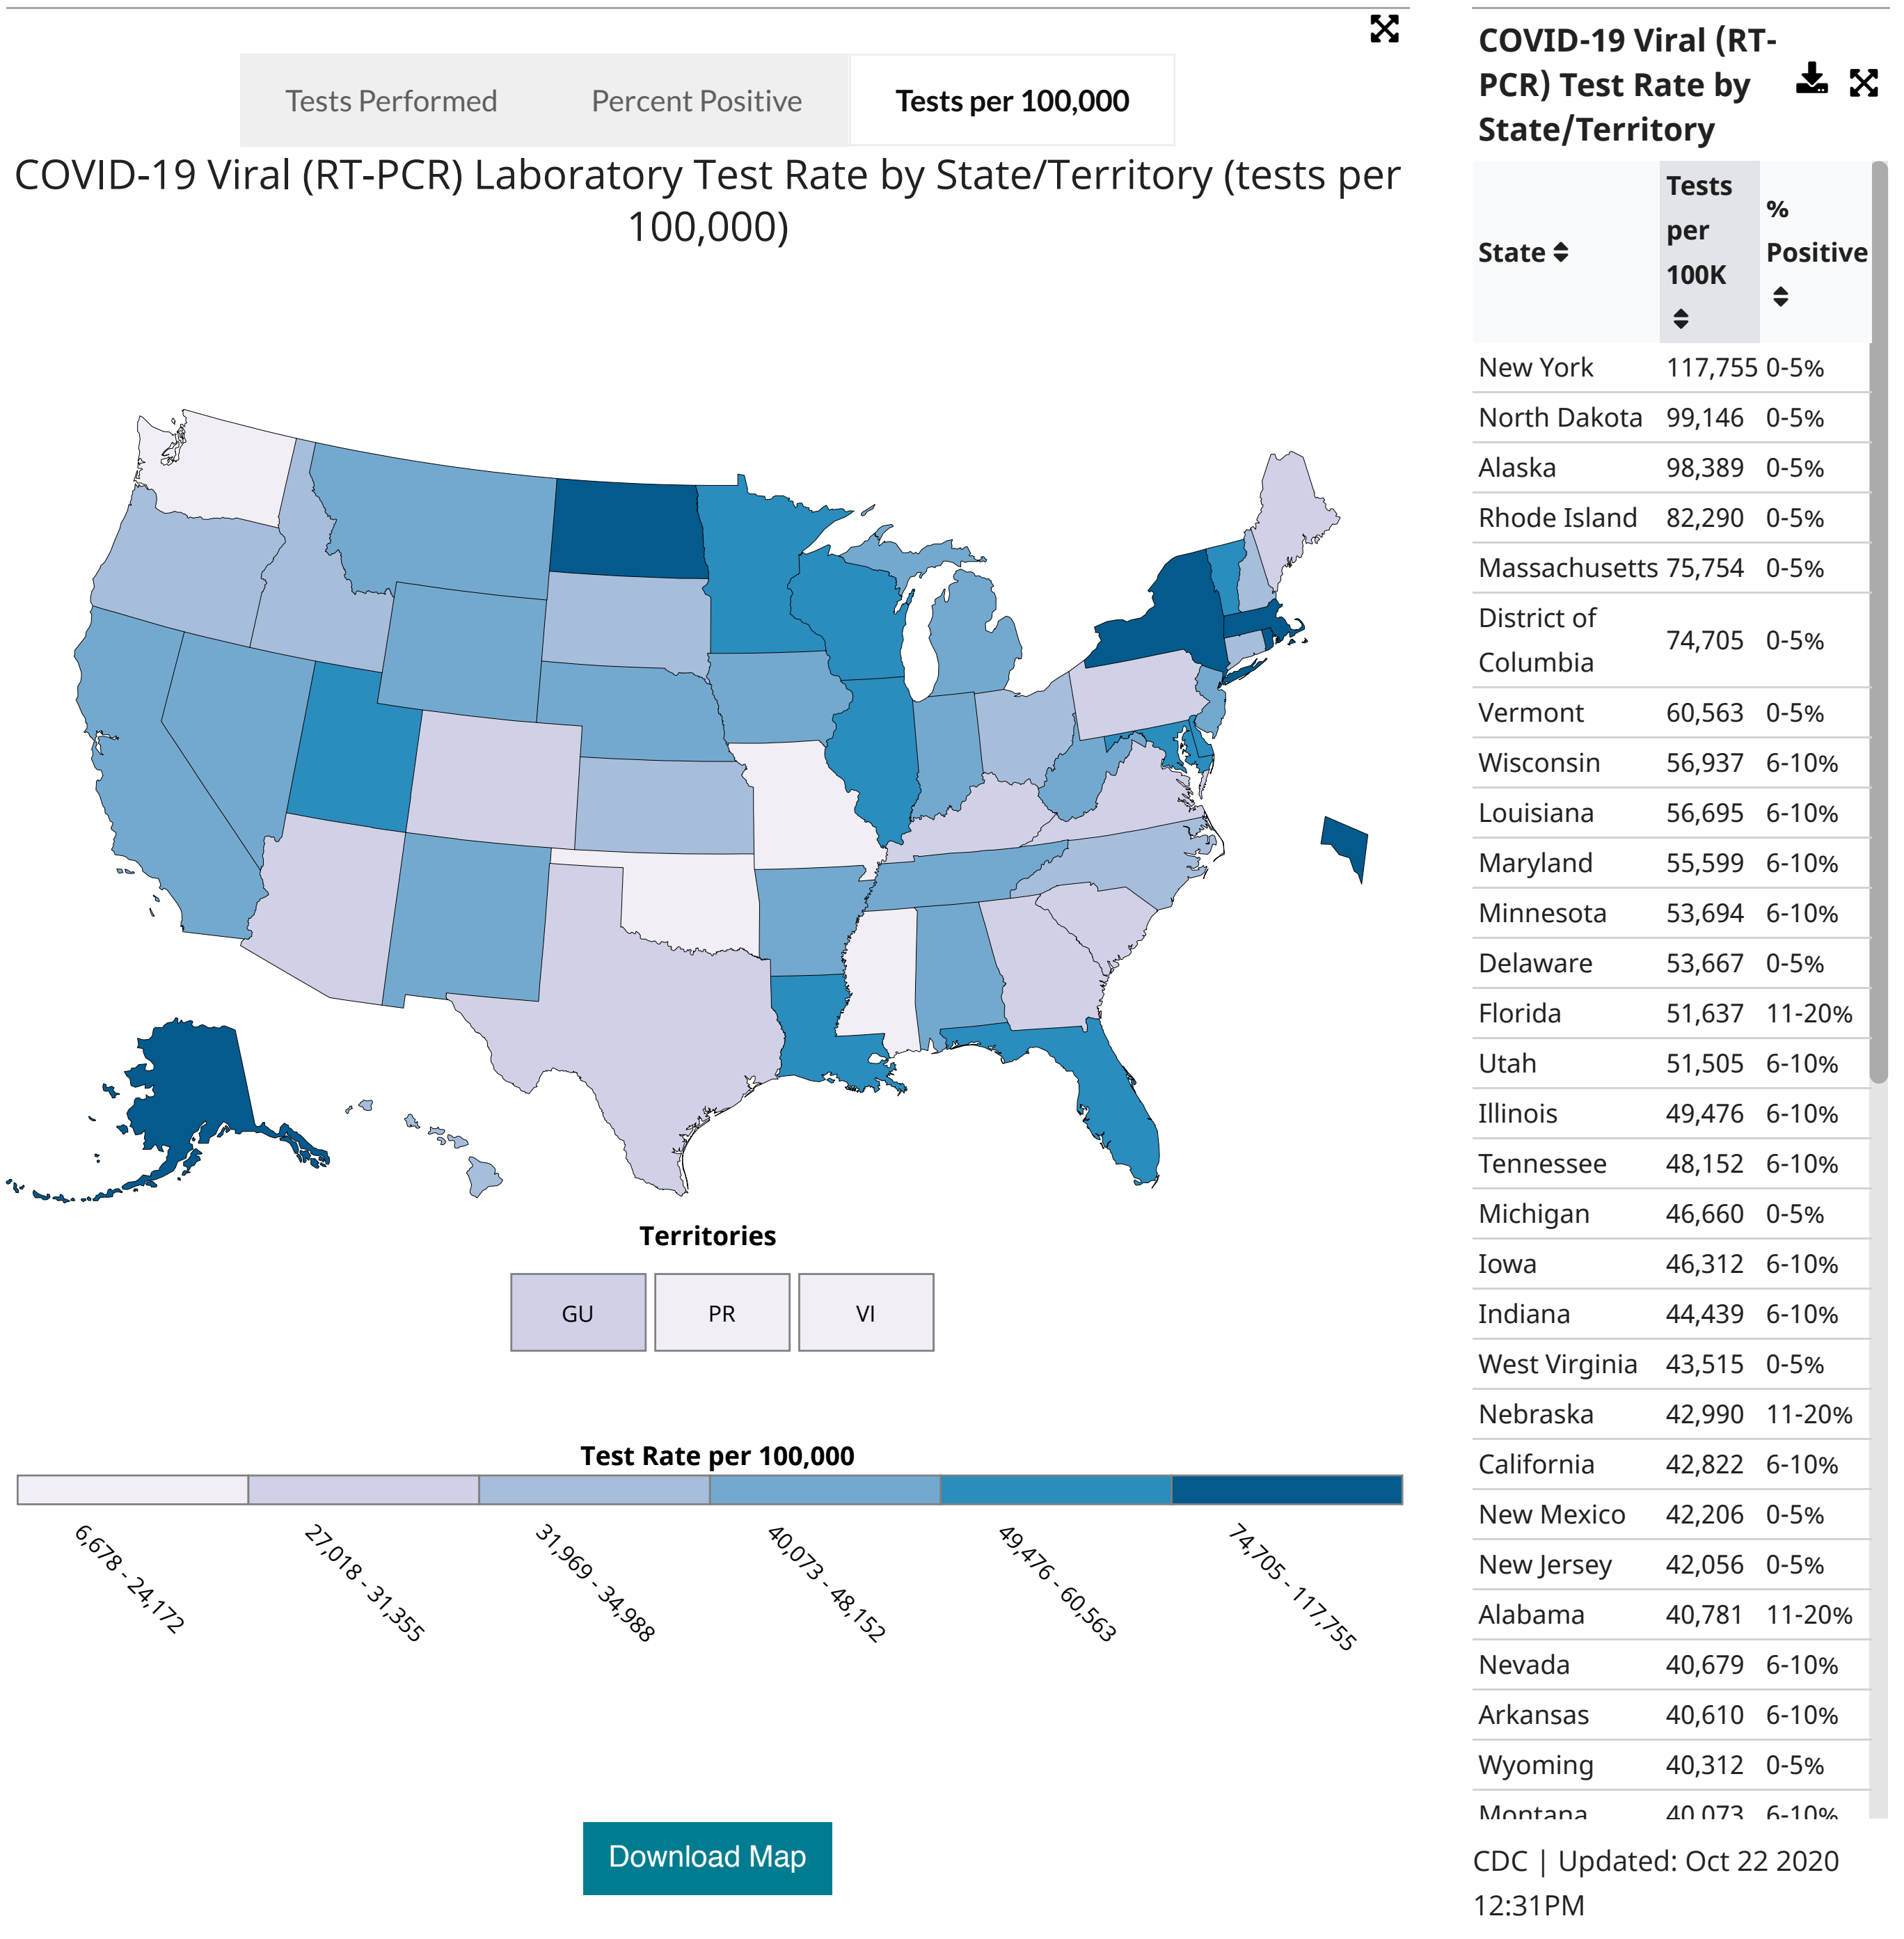 Tests Performed
Percent Positive
Tests per 100,000
COVID-19 Viral (RT-PCR) Laboratory Test Rate by State/Territory (tests per
100,000)
Territories
GU
PR
VI
Test Rate per 100,000
6,678 - 24,172
27,018 - 31,355
31,969 - 34,988
40,073 - 48,152
49,476 - 60,563
74,705 - 117,755
Download Map
COVID-19 Viral (RT-
PCR) Test Rate by
State/Territory
State
Tests
per
100K
%
Positive
New York 117,755 0-5%
North Dakota 99,146 0-5%
Alaska 98,389 0-5%
Rhode Island 82,290 0-5%
Massachusetts 75,754 0-5%
District of
Columbia
74,705 0-5%
Vermont 60,563 0-5%
Wisconsin 56,937 6-10%
Louisiana 56,695 6-10%
Maryland 55,599 6-10%
Minnesota 53,694 6-10%
Delaware 53,667 0-5%
Florida 51,637 11-20%
Utah 51,505 6-10%
Illinois 49,476 6-10%
Tennessee 48,152 6-10%
Michigan 46,660 0-5%
Iowa 46,312 6-10%
Indiana 44,439 6-10%
West Virginia 43,515 0-5%
Nebraska 42,990 11-20%
California 42,822 6-10%
New Mexico 42,206 0-5%
New Jersey 42,056 0-5%
Alabama 40,781 11-20%
Nevada 40,679 6-10%
Arkansas 40,610 6-10%
Wyoming 40,312 0-5%
Montana 40,073 6-10%
CDC | Updated: Oct 22 2020
12:31PM